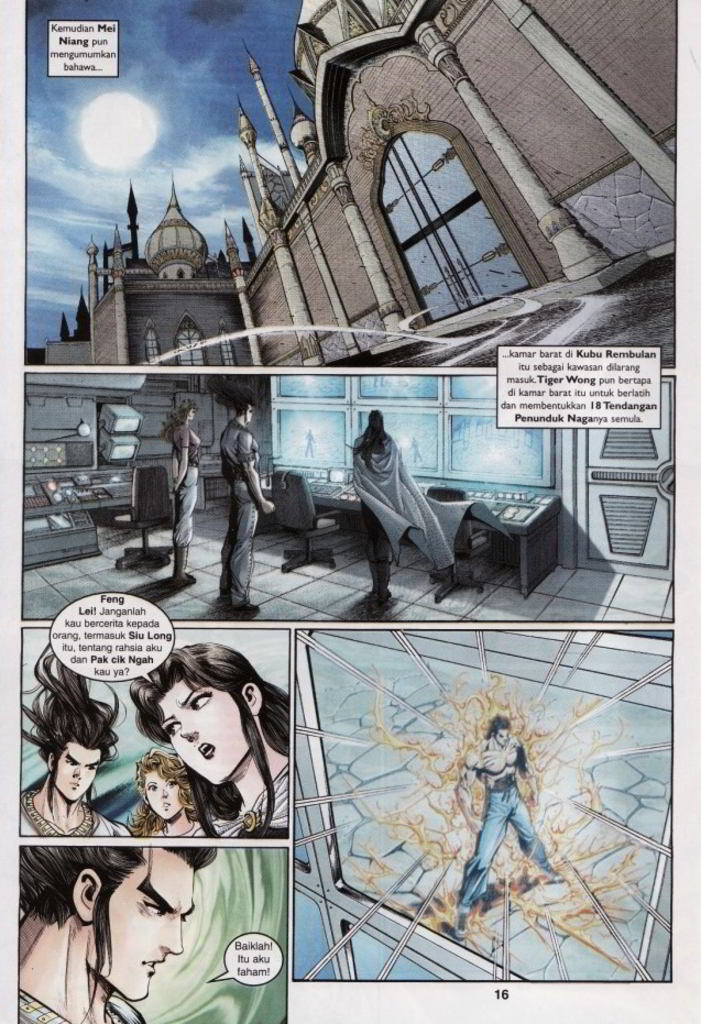 Kemudian Mei
Niang pun
mengumumkan
bahawa...
...kamar barat di Kubu Rembulan
itu sebagai kawasan dilarang
masuk.Tiger Wong pun bertapa
di kamar barat itu untuk berlatih
dan membentukkan 18 Tendangan
Penunduk Naganya semula.
Feng
Lei! Janganlah
kau bercerita kepada
orang, termasuk Siu Long
itu, tentang rahsia aku
dan Pak cik Ngah
kau ya?
Baiklah!
Itu aku
faham!
16